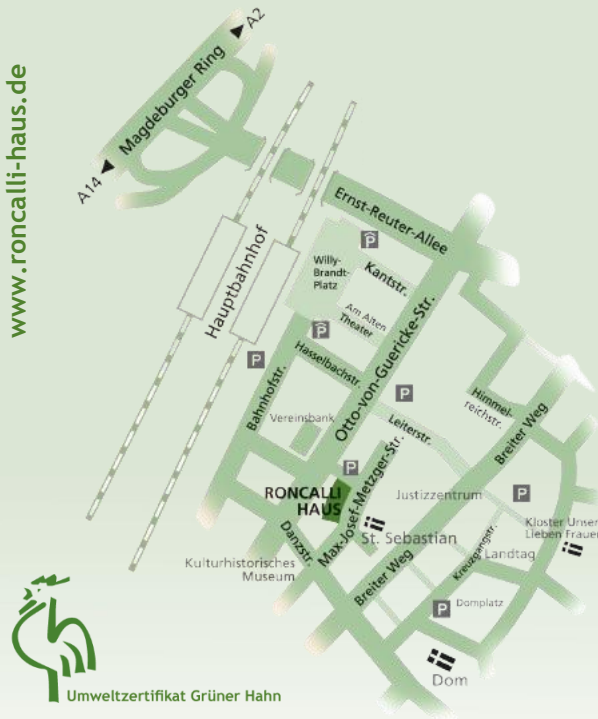 www.roncalli-haus.de
A2
Magdeburger Ring
A14
Ernst-Reuter-Allee
Hauptbahnhof
P
Willy-
Brandt-
Platz
Kantstr.
Am Alten
Theater
P
Hasselbachstr.
P
Bahnhofstr.
Otto-von-Guericke-Str.
P
Himmel-
reichstr.
Breiter Weg
Vereinsbank
Leiterstr.
P
RONCALLI
HAUS
Max-Josef-Metzger-Str.
Justizzentrum
P
St. Sebastian
Kloster Unser
Lieben Frauen
Danzstr.
Kulturhistorisches
Museum
Breiter Weg
Kreuzgangstr.
Landtag
P
Domplatz
Dom
Umweltzertifikat Grüner Hahn